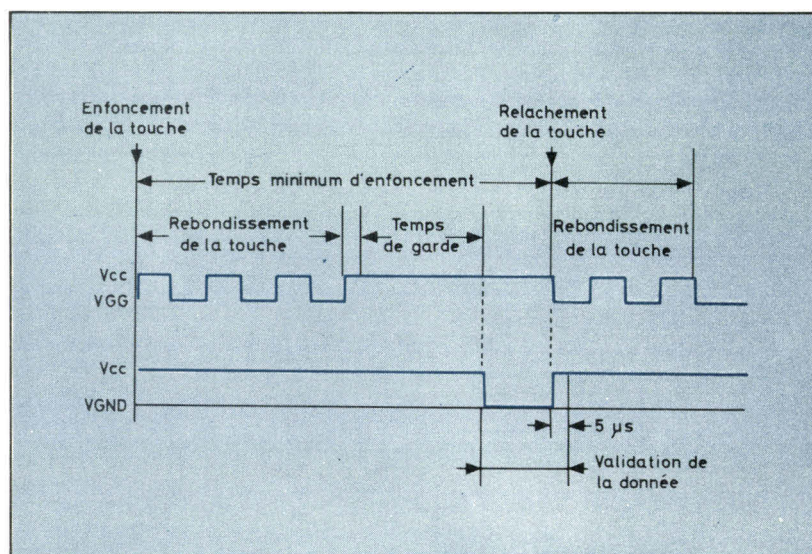 Enfoncement
de la touche
Relachement
de la touche
Temps minimum d'enfoncement
Rebondissement
de la touche
Temps
de garde
Rebondissement
de la touche
Vcc
VGG
Vcc
VGND
5 µs
Validation de
la donnée